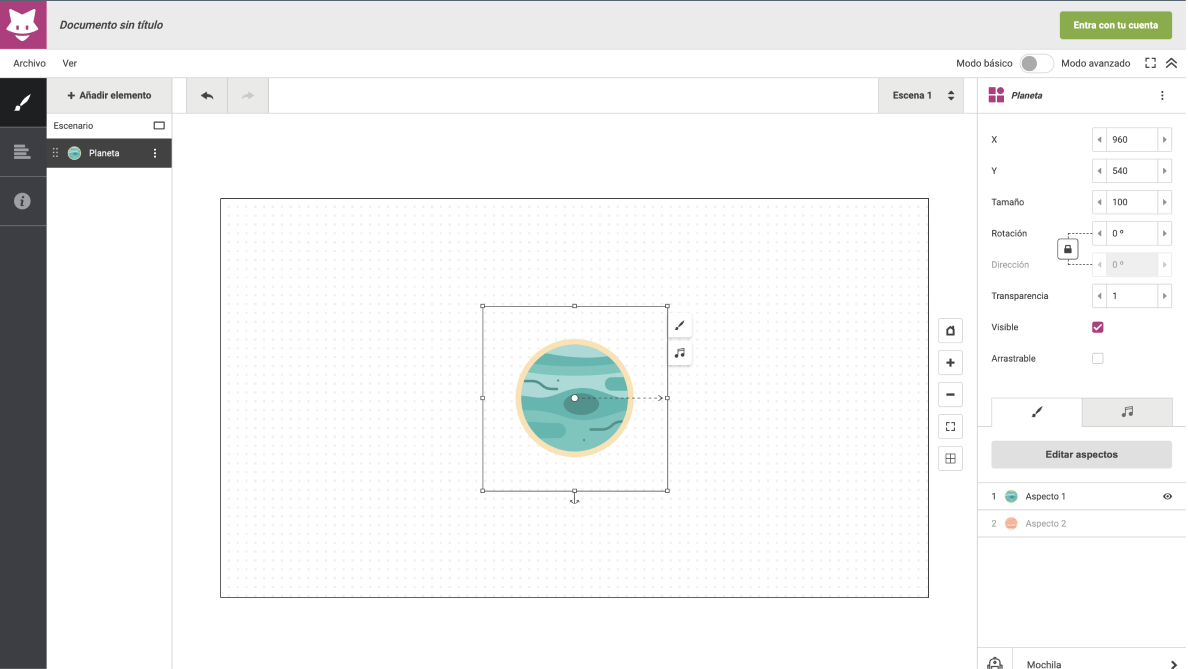 Documento sin título
Entra con tu cuenta
Archivo Ver
Modo básico Modo avanzado
+ Añadir elemento
Escena 1
Planeta
Escenario
Planeta
X 960
Y 540
Tamaño 100
Rotación 0 º
Dirección 0 º
Transparencia 1
Visible
Arrastrable
Editar aspectos
1 Aspecto 1
2 Aspecto 2
Mochila